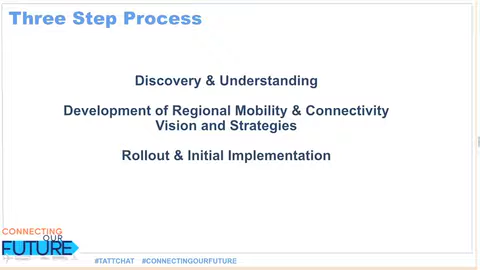 Three Step Process
Discovery & Understanding
Development of Regional Mobility & Connectivity
Vision and Strategies
Rollout & Initial Implementation
CONNECTING
OUR
FUTURE
#TATTCHAT #CONNECTINGOURFUTURE